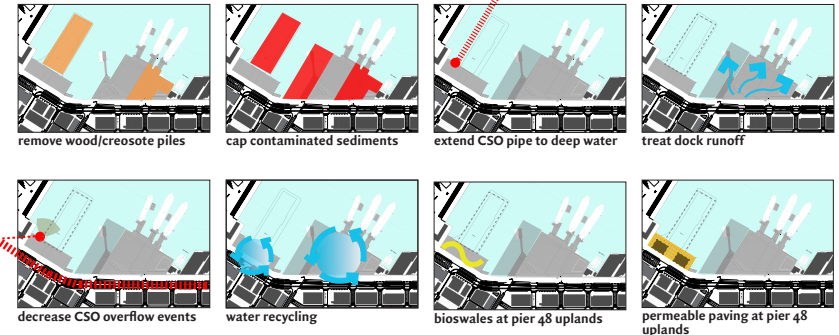 remove wood/creosote piles
cap contaminated sediments
extend CSO pipe to deep water
treat dock runoff
decrease CSO overflow events
water recycling
bioswales at pier 48 uplands
permeable paving at pier 48
uplands